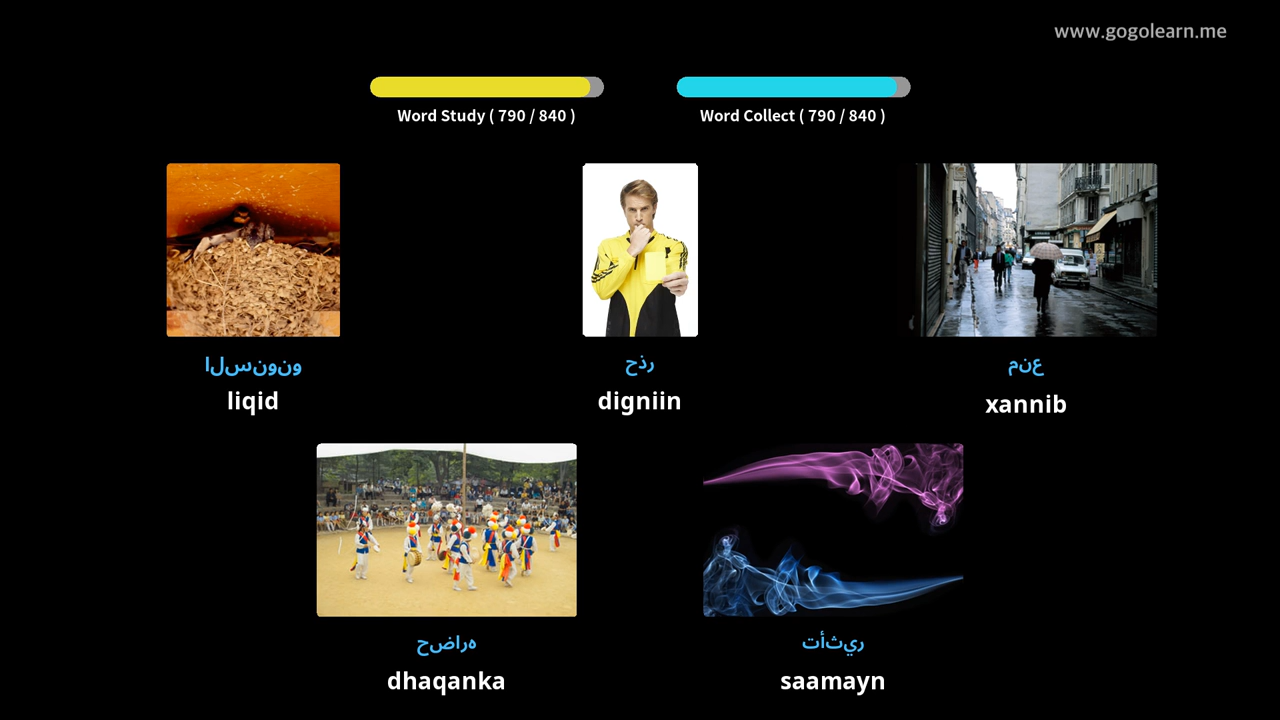 www.gogolearn.me
Word Study ( 790 / 840 )
Word Collect ( 790 / 840 )
السنونو
liqid
حذر
digniin
منع
xannib
حضاره
dhaqanka
تأثير
saamayn